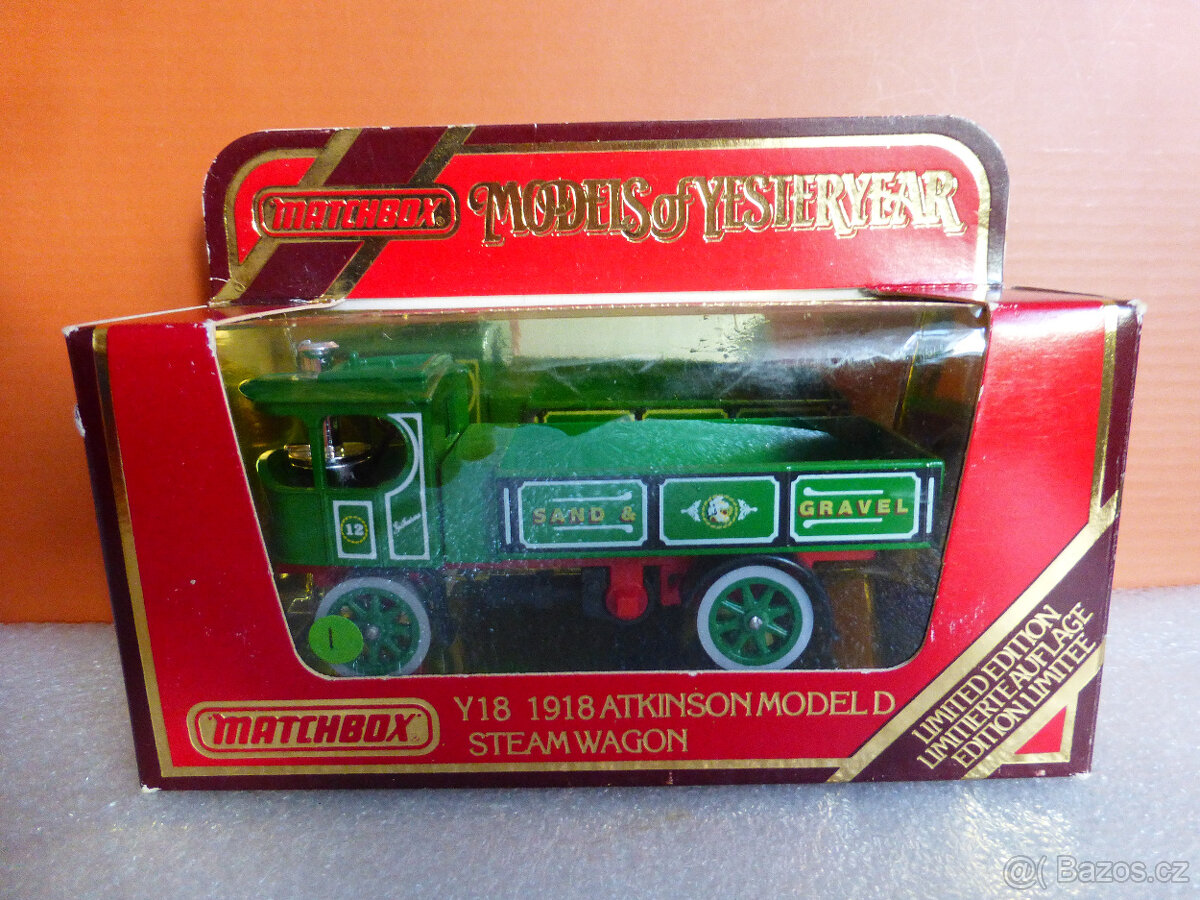 MATCHBOX
MODELS of YESTERYEAR
SAND &
GRAVEL
12
Atkinson
1
MATCHBOX
Y18 1918 ATKINSON MODEL D
STEAM WAGON
LIMITED EDITION
LIMITIERTE AUFLAGE
EDITION LIMITEE
@( Bazos.cz